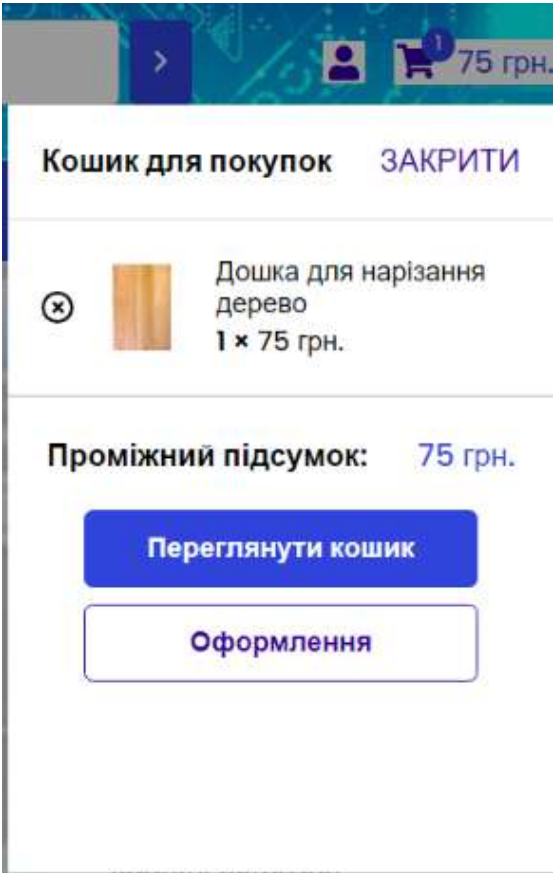 1
75 грн.
Кошик для покупок ЗАКРИТИ
Дошка для нарізання
дерево
1 × 75 грн.
Проміжний підсумок: 75 грн.
Переглянути кошик
Оформлення